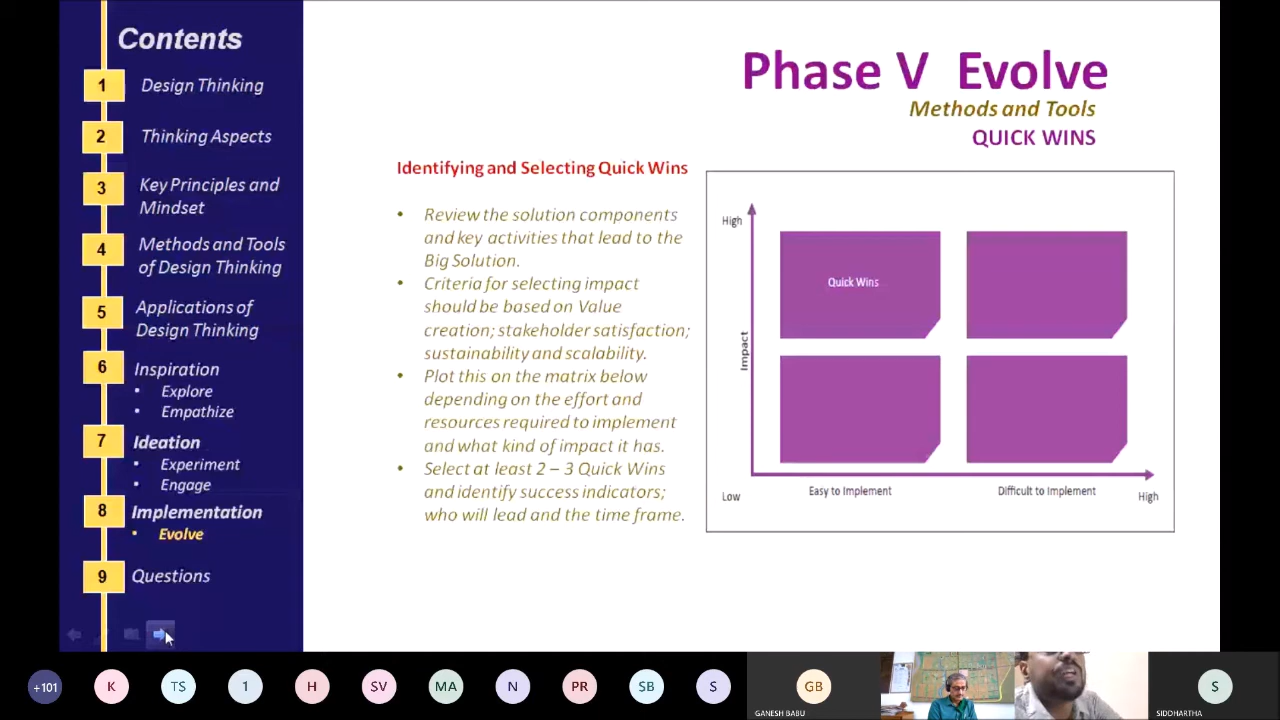 Contents
1
Design Thinking
2
Thinking Aspects
3
Key Principles and
Mindset
4
Methods and Tools
of Design Thinking
5
Applications of
Design Thinking
6
Inspiration
• Explore
• Empathize
7
Ideation
• Experiment
• Engage
8
Implementation
• Evolve
9
Questions
Phase V Evolve
Methods and Tools
QUICK WINS
Identifying and Selecting Quick Wins
• Review the solution components
and key activities that lead to the
Big Solution.
• Criteria for selecting impact
should be based on Value
creation; stakeholder satisfaction;
sustainability and scalability.
• Plot this on the matrix below
depending on the effort and
resources required to implement
and what kind of impact it has.
• Select at least 2 – 3 Quick Wins
and identify success indicators;
who will lead and the time frame.
High
Quick Wins
Impact
Low
Easy to Implement
Difficult to Implement
High
+101
K
TS
1
H
SV
MA
N
PR
SB
S
GB
GANESH BABU
S
SIDDHARTHA